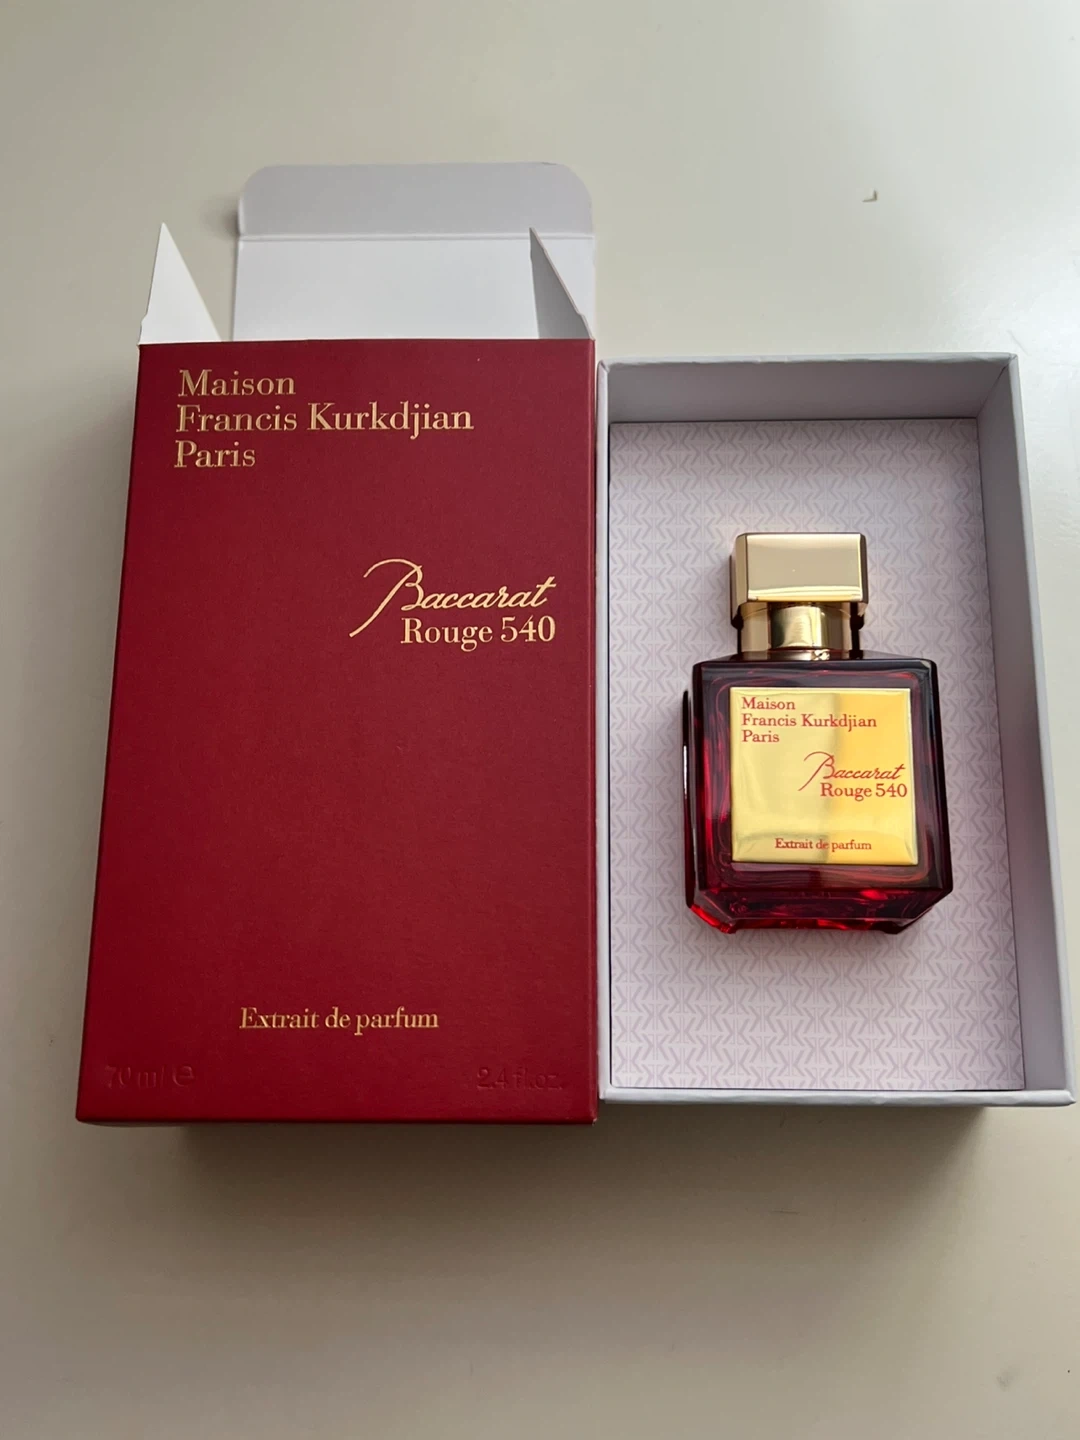 Maison
Francis Kurkdjian
Paris
Baccarat
Rouge 540
Extrait de parfum
70 ml ℮ 2.4 fl.oz.
Maison
Francis Kurkdjian
Paris
Baccarat
Rouge 540
Extrait de parfum